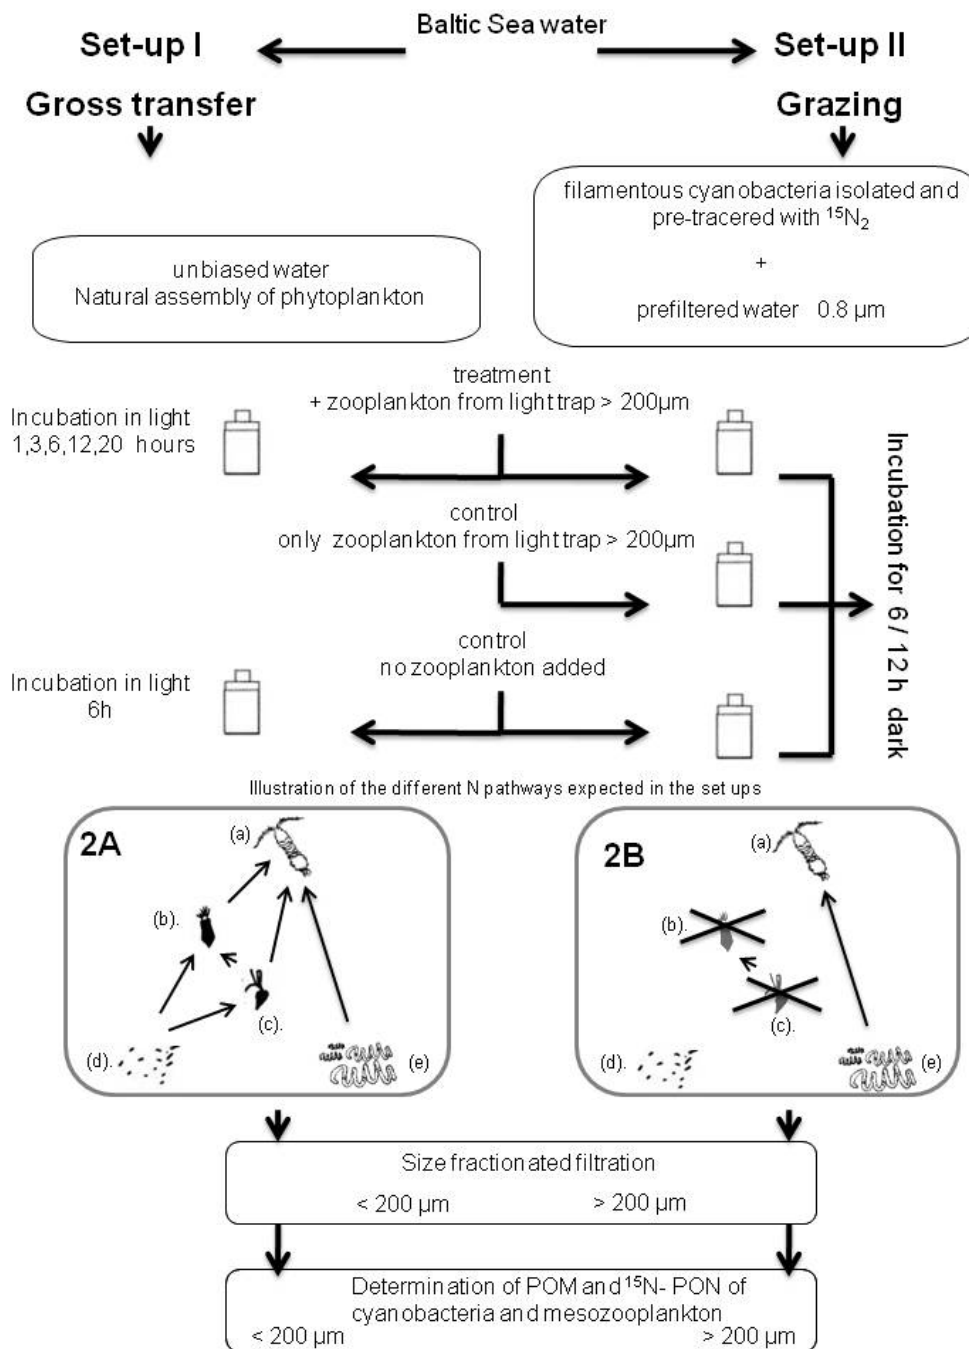 Baltic Sea water
Set-up I
Set-up II
Gross transfer
Grazing
unbiased water
Natural assembly of phytoplankton
filamentous cyanobacteria isolated and
pre-tracered with ¹⁵N₂
+
prefiltered water 0.8 µm
treatment
+ zooplankton from light trap > 200µm
Incubation in light
1,3,6,12,20 hours
control
only zooplankton from light trap > 200µm
control
no zooplankton added
Incubation in light
6h
Incubation for 6 / 12 h dark
Illustration of the different N pathways expected in the set ups
2A
(a)
(b).
(c).
(d).
(e)
2B
(a)
(b).
(c).
(d).
(e)
Size fractionated filtration
< 200 µm > 200 µm
Determination of POM and ¹⁵N- PON of
cyanobacteria and mesozooplankton
< 200 µm > 200 µm